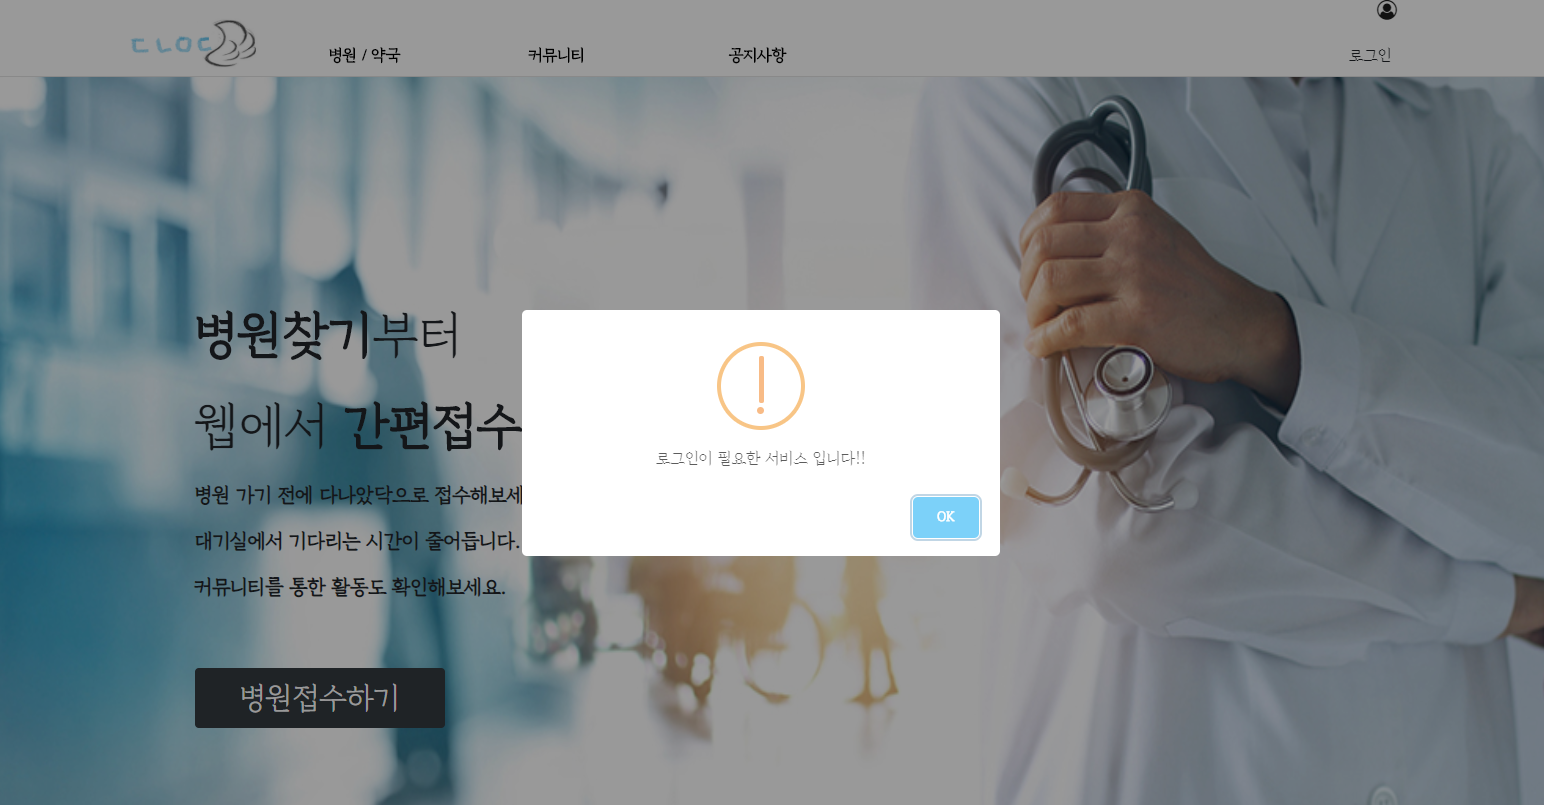 CLOC
병원 / 약국
커뮤니티
공지사항
로그인
병원찾기부터
웹에서 간편접수
병원 가기 전에 다나았닥으로 접수해보세
대기실에서 기다리는 시간이 줄어듭니다.
커뮤니티를 통한 활동도 확인해보세요.
병원접수하기
로그인이 필요한 서비스 입니다!!
OK